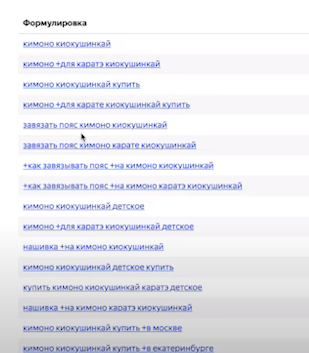 Формулировка
кимоно киокушинкай
кимоно +для каратэ киокушинкай
кимоно киокушинкай купить
кимоно +для карате киокушинкай купить
завязать пояс кимоно киокушинкай
завязать пояс кимоно карате киокушинкай
+как завязывать пояс +на кимоно киокушинкай
+как завязывать пояс +на кимоно каратэ киокушинкай
кимоно киокушинкай детское
кимоно +для каратэ киокушинкай детское
нашивка +на кимоно киокушинкай
кимоно киокушинкай детское купить
купить кимоно киокушинкай каратэ детское
нашивка +на кимоно каратэ киокушинкай
кимоно киокушинкай купить +в москве
кимоно киокушинкай купить +в екатеринбурге